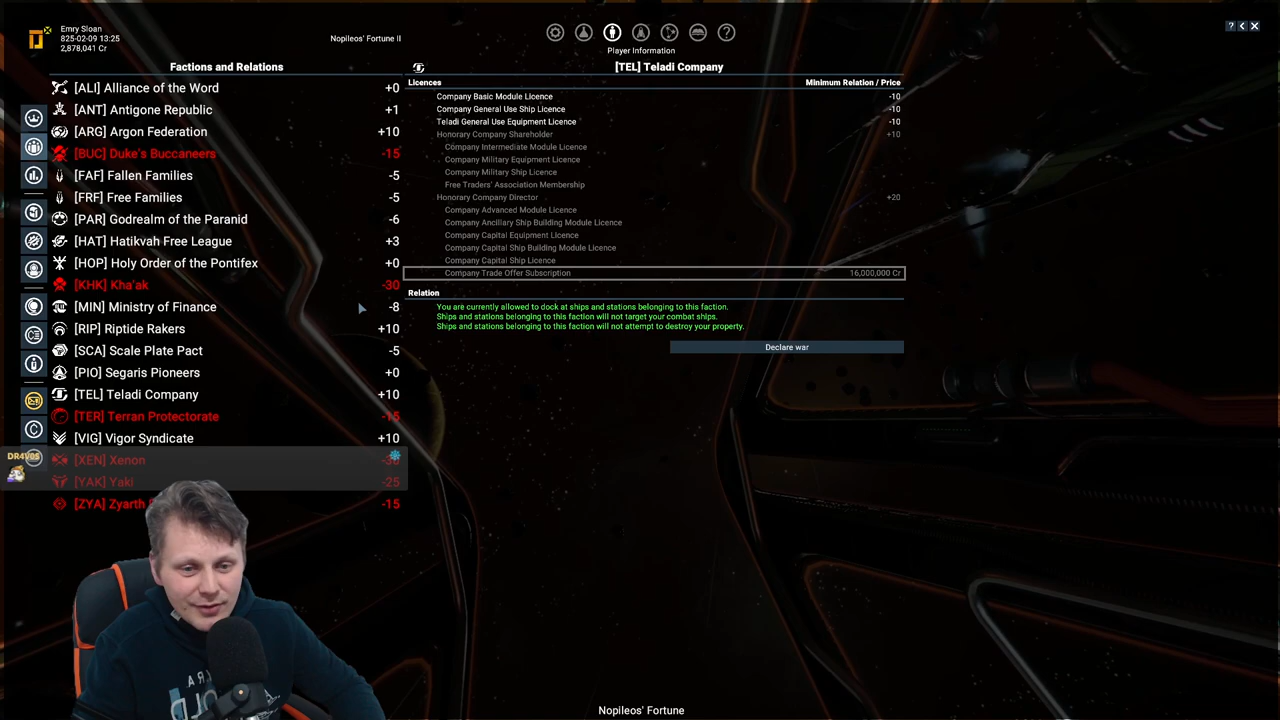 Emry Sloan
825-02-09 13:25
2,878,041 Cr
Nopileos' Fortune II
Player Information
Factions and Relations
[ALI] Alliance of the Word +0
[ANT] Antigone Republic +1
[ARG] Argon Federation +10
[BUC] Duke's Buccaneers -15
[FAF] Fallen Families -5
[FRF] Free Families -5
[PAR] Godrealm of the Paranid -6
[HAT] Hatikvah Free League +3
[HOP] Holy Order of the Pontifex +0
[KHK] Kha'ak -30
[MIN] Ministry of Finance -8
[RIP] Riptide Rakers +10
[SCA] Scale Plate Pact -5
[PIO] Segaris Pioneers +0
[TEL] Teladi Company +10
[TER] Terran Protectorate -15
[VIG] Vigor Syndicate +10
[XEN] Xenon -30
[YAK] Yaki -25
[ZYA] Zyarth -15
DR4V0S
[TEL] Teladi Company
Licences Minimum Relation / Price
Company Basic Module Licence -10
Company General Use Ship Licence -10
Teladi General Use Equipment Licence -10
Honorary Company Shareholder +10
Company Intermediate Module Licence
Company Military Equipment Licence
Company Military Ship Licence
Free Traders' Association Membership
Honorary Company Director +20
Company Advanced Module Licence
Company Ancillary Ship Building Module Licence
Company Capital Equipment Licence
Company Capital Ship Building Module Licence
Company Capital Ship Licence
Company Trade Offer Subscription 16,000,000 Cr
Relation
You are currently allowed to dock at ships and stations belonging to this faction.
Ships and stations belonging to this faction will not target your combat ships.
Ships and stations belonging to this faction will not attempt to destroy your property.
Declare war
Nopileos' Fortune